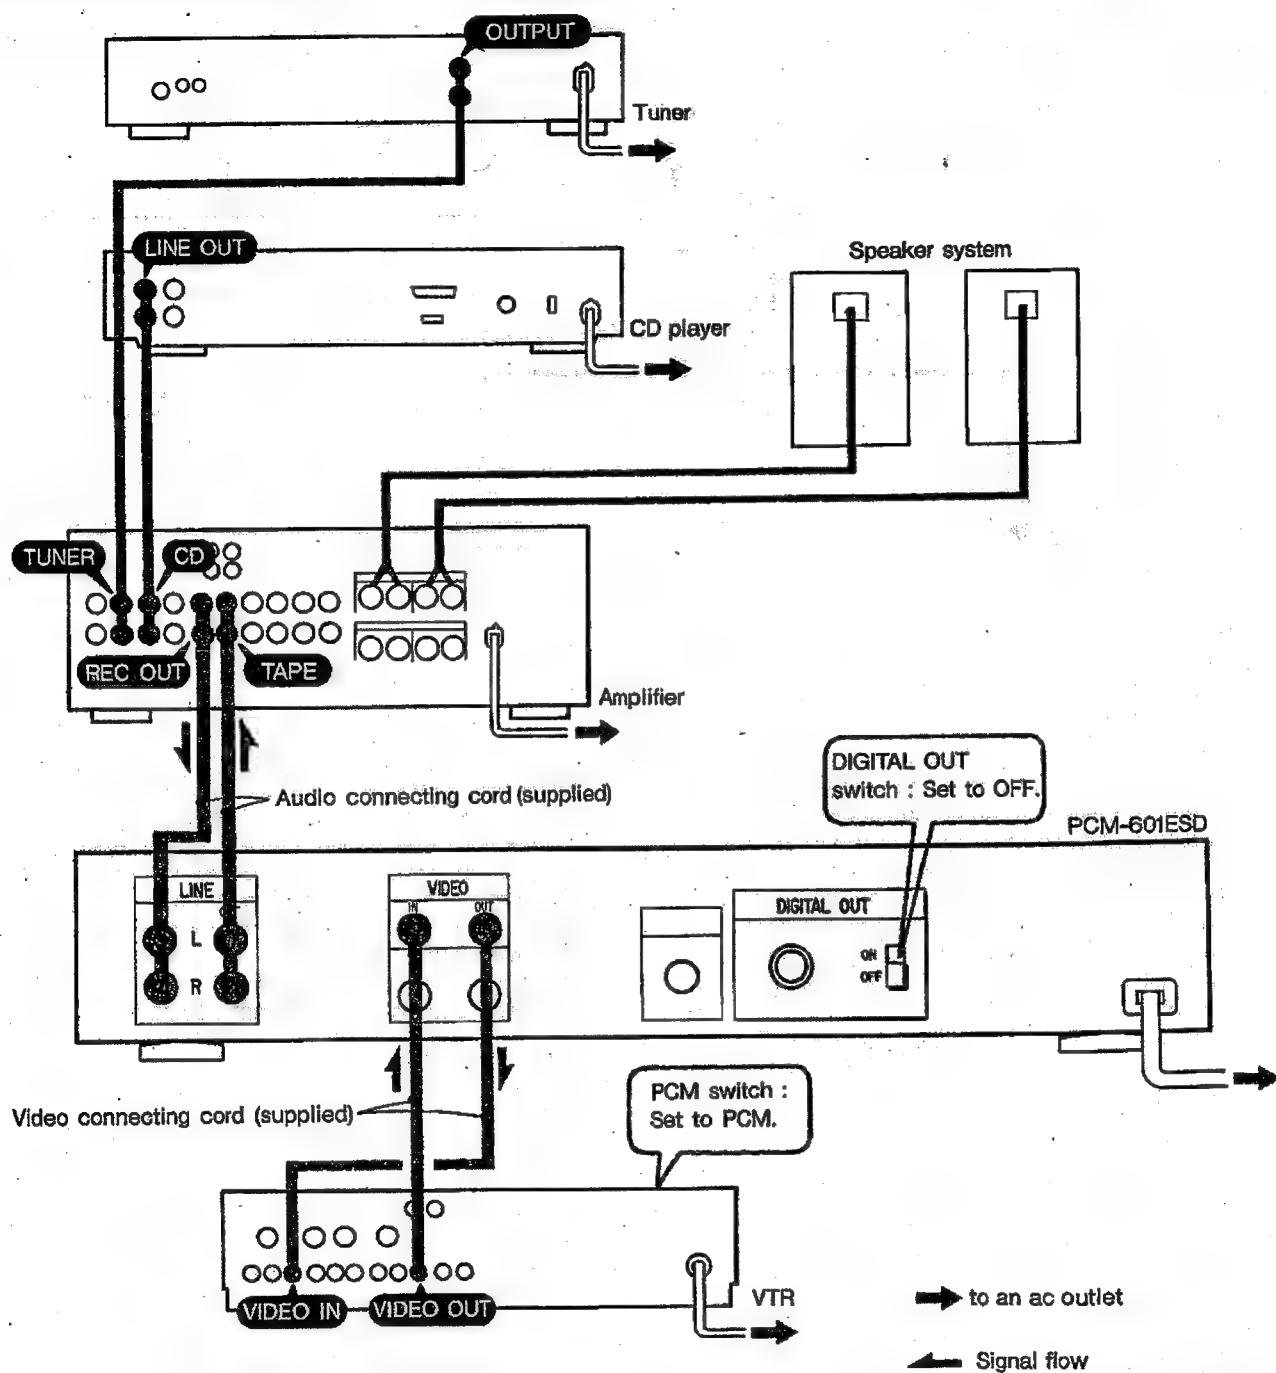 OUTPUT
Tuner
LINE OUT
CD player
Speaker system
TUNER
CD
REC OUT
TAPE
Amplifier
Audio connecting cord (supplied)
DIGITAL OUT
switch : Set to OFF.
PCM-601ESD
LINE
L
R
VIDEO
IN
OUT
DIGITAL OUT
ON
OFF
Video connecting cord (supplied)
PCM switch :
Set to PCM.
VIDEO IN
VIDEO OUT
VTR
to an ac outlet
Signal flow